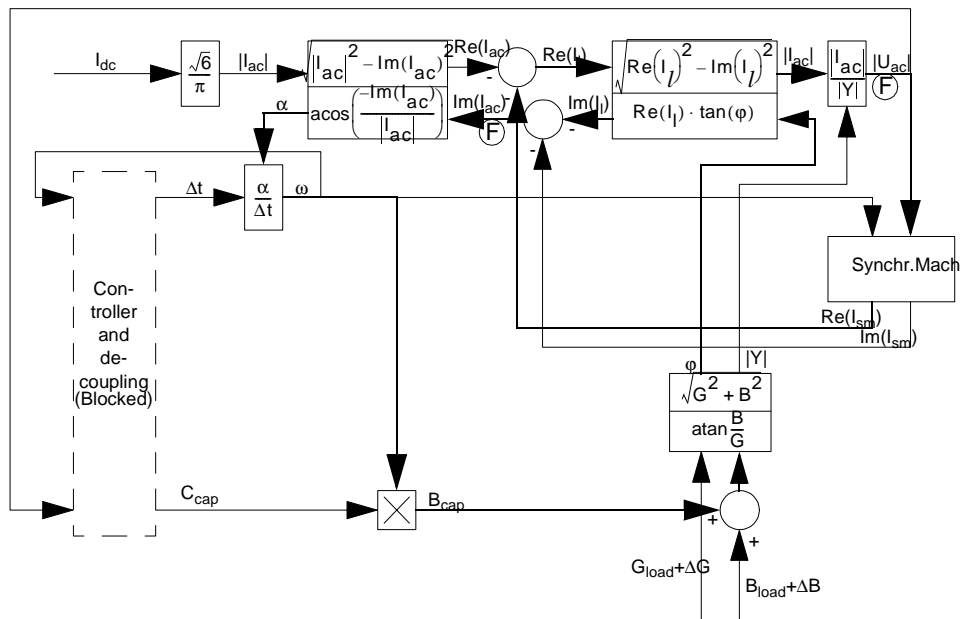 I_dc
√6/π
|I_ac|
√(|I_ac|² − Im(I_ac)²)
Re(I_ac)
-
-
Re(I_l)
√(Re(I_l)² − Im(I_l)²)
|I_ac|
|I_ac|/|Y|
|U_ac|
F
α
acos(−Im(I_ac)/|I_ac|)
Im(I_ac)
F
-
-
Im(I_l)
Re(I_l) · tan(φ)
Δt
α/Δt
ω
Synchr.Mach
Con-
troller
and
de-
coupling
(Blocked)
Re(I_sm)
Im(I_sm)
φ
|Y|
√(G² + B²)
atan B/G
C_cap
×
B_cap
+
+
G_load+ΔG
B_load+ΔB